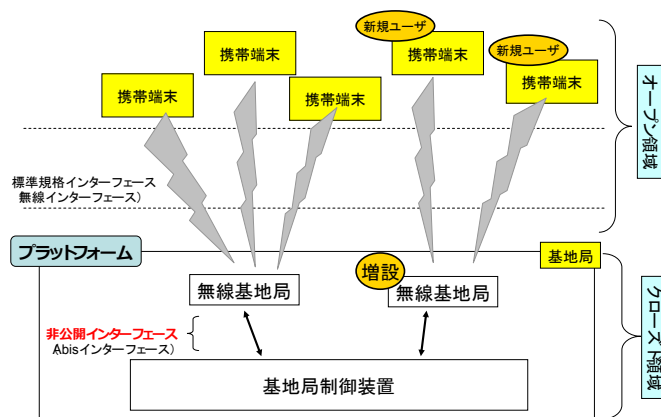 新規ユーザ
携帯端末
携帯端末
新規ユーザ
携帯端末
携帯端末
携帯端末
オープン領域
標準規格インターフェース
無線インターフェース）
プラットフォーム
基地局
増設
無線基地局
無線基地局
非公開インターフェース
Abisインターフェース）
基地局制御装置
クローズド領域